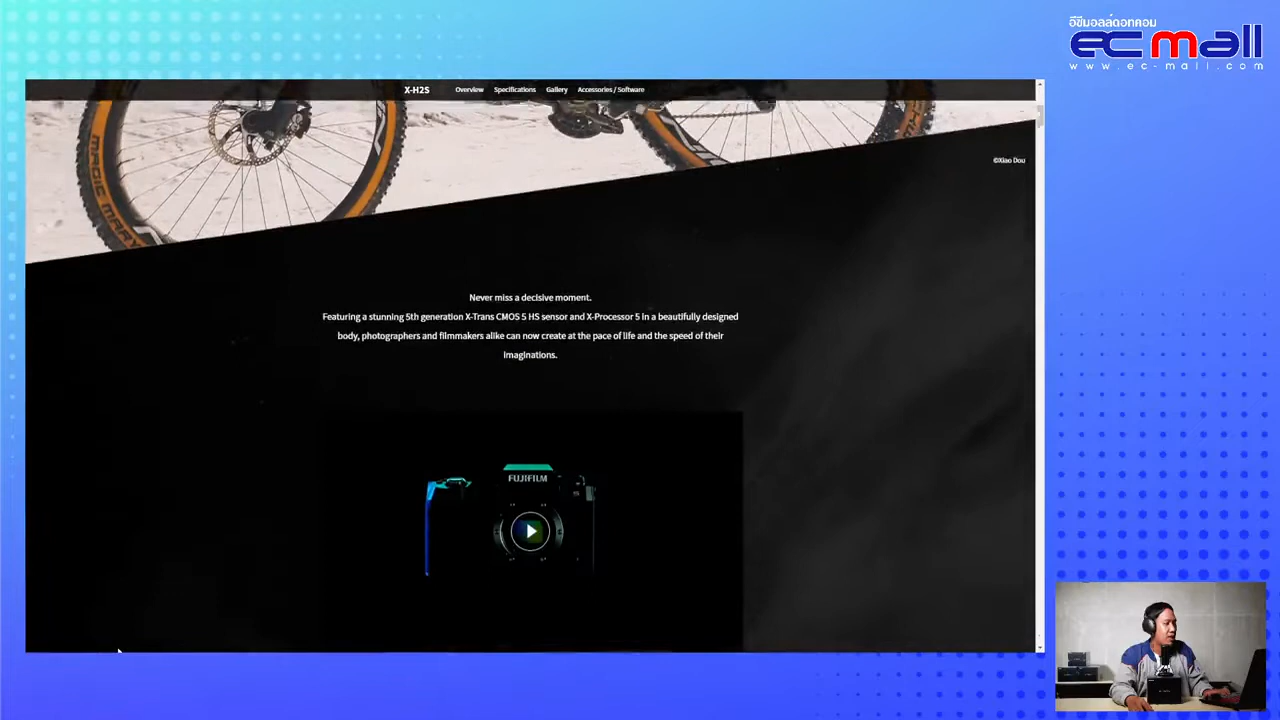 อีซีมอลล์ดอทคอม
ec mall
www.ec-mall.com
X-H2S Overview Specifications Gallery Accessories / Software
MAGIC MARY
©Xiao Dou
Never miss a decisive moment.
Featuring a stunning 5th generation X-Trans CMOS 5 HS sensor and X-Processor 5 in a beautifully designed
body, photographers and filmmakers alike can now create at the pace of life and the speed of their
imaginations.
FUJIFILM